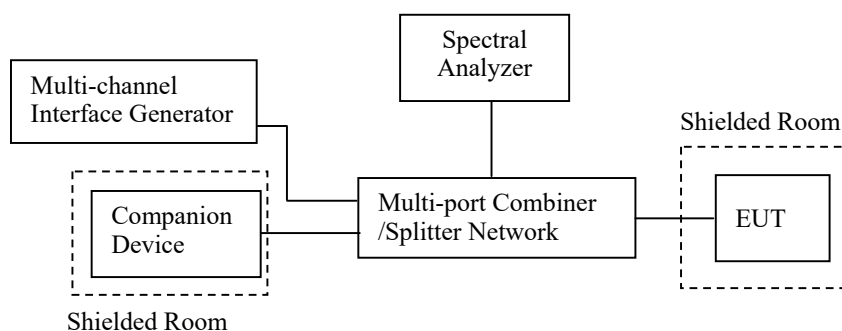 Spectral
Analyzer
Multi-channel
Interface Generator
Shielded Room
Companion
Device
Multi-port Combiner
/Splitter Network
EUT
Shielded Room